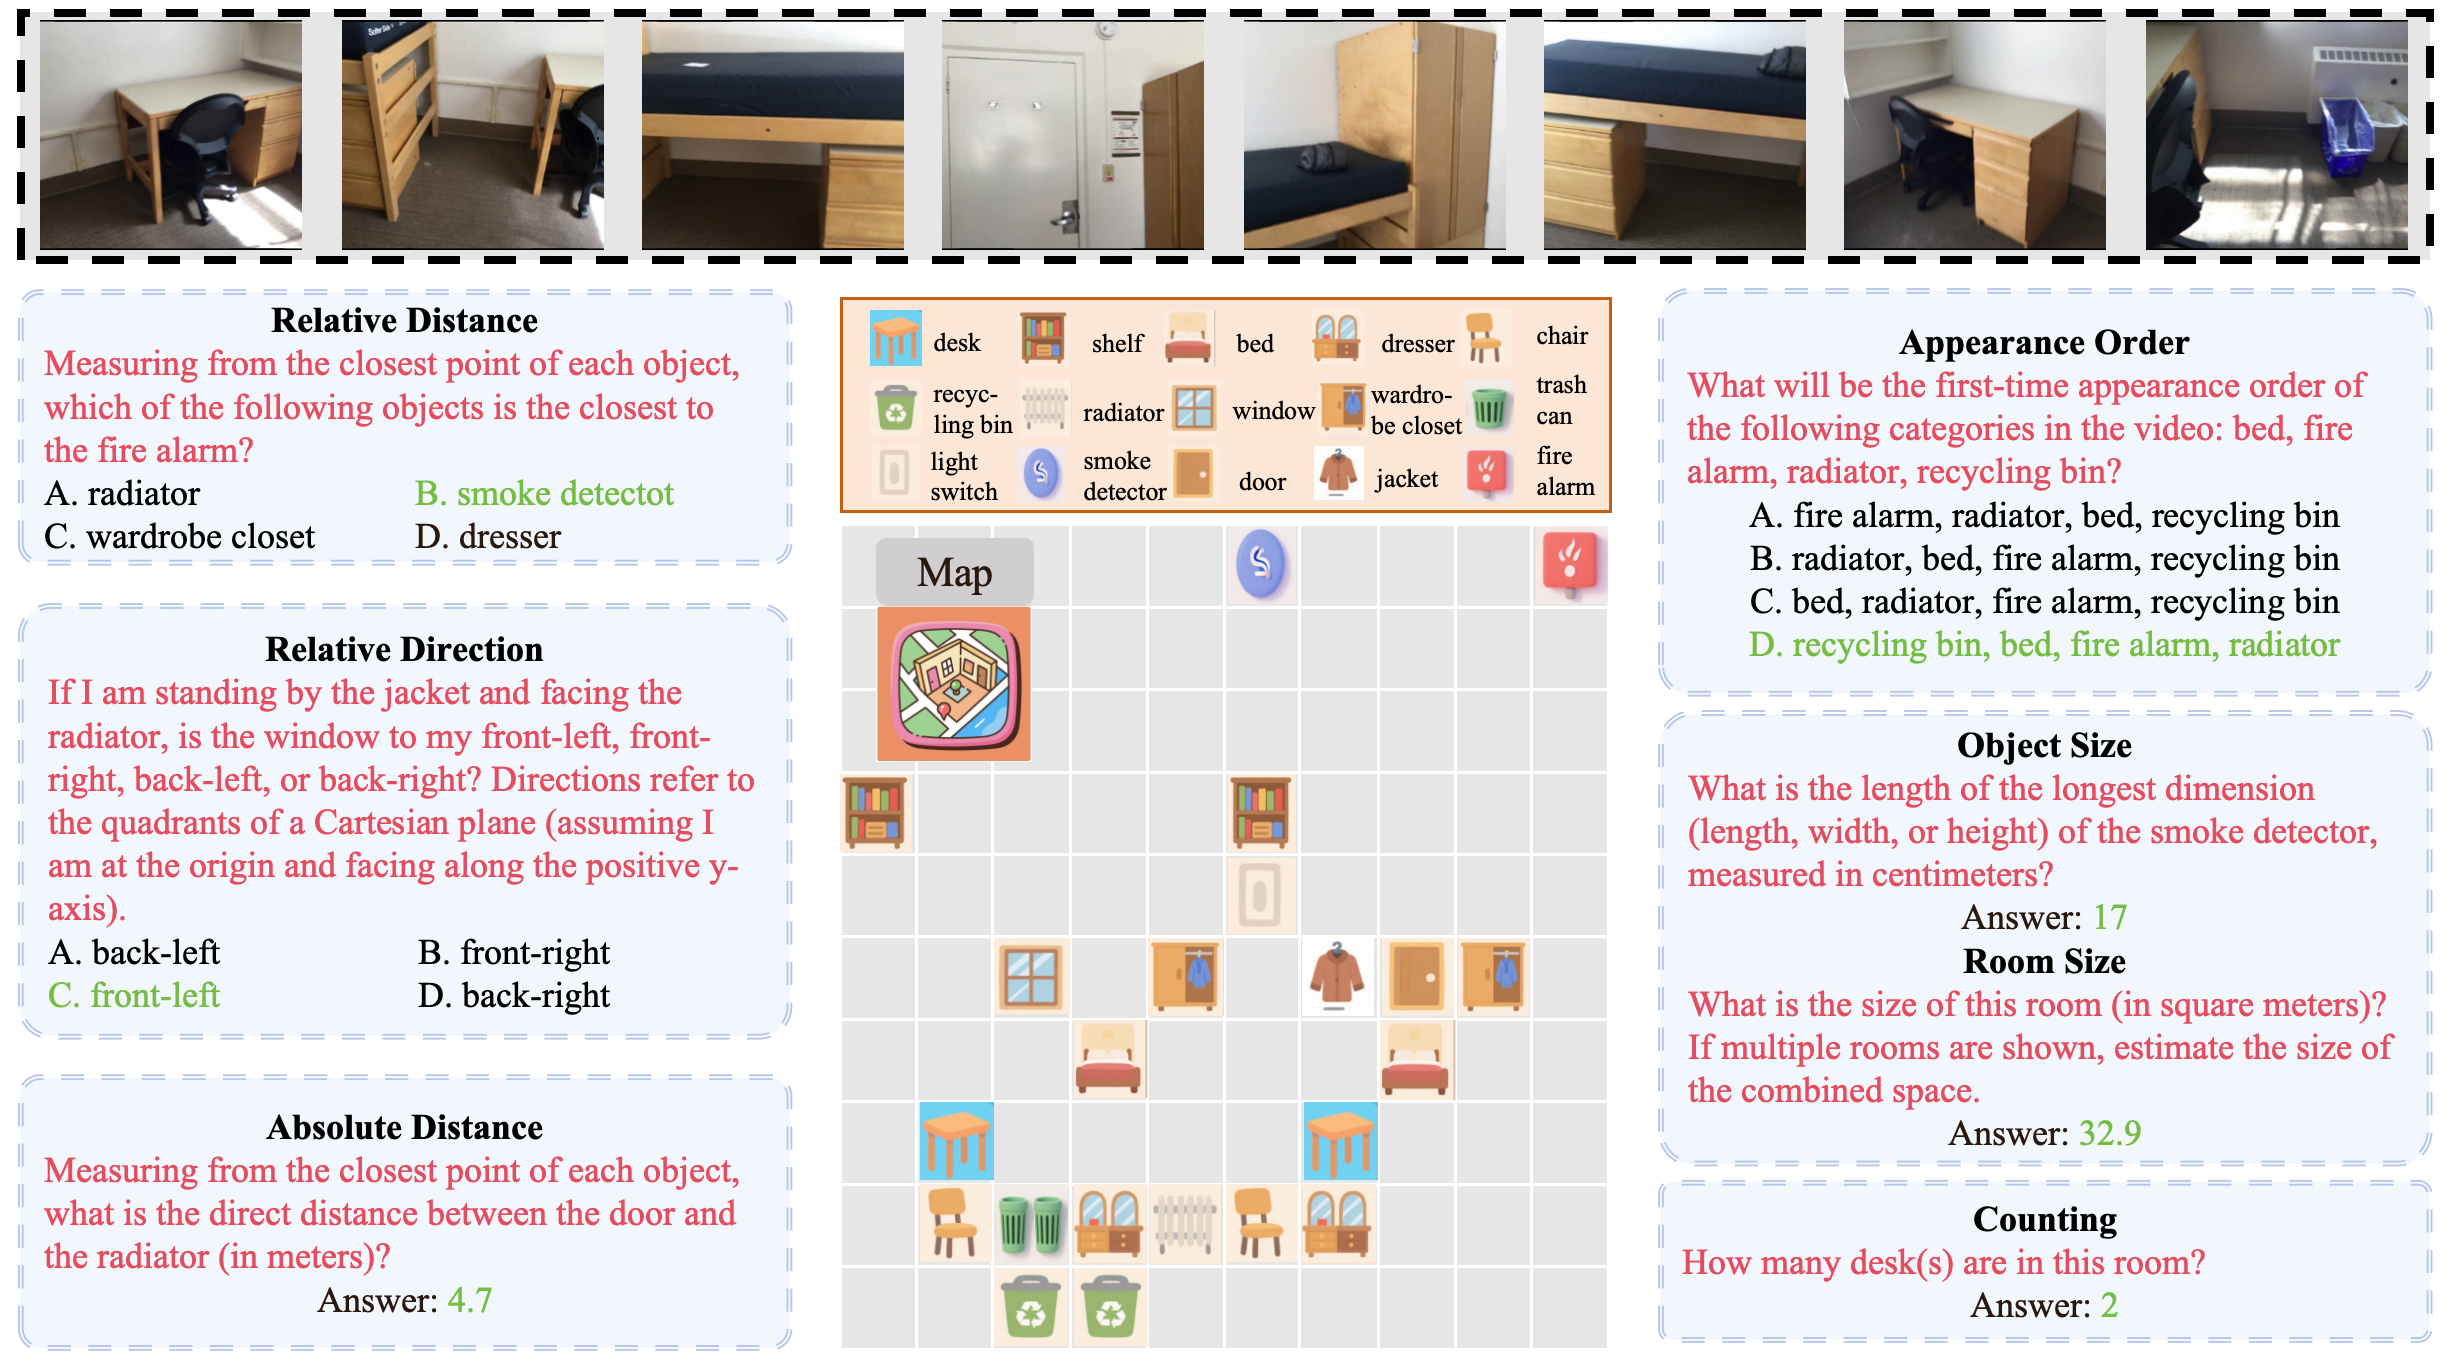 Relative Distance
Measuring from the closest point of each object,
which of the following objects is the closest to
the fire alarm?
A. radiator
B. smoke detectot
C. wardrobe closet
D. dresser
Relative Direction
If I am standing by the jacket and facing the
radiator, is the window to my front-left, front-
right, back-left, or back-right? Directions refer to
the quadrants of a Cartesian plane (assuming I
am at the origin and facing along the positive y-
axis).
A. back-left
B. front-right
C. front-left
D. back-right
Absolute Distance
Measuring from the closest point of each object,
what is the direct distance between the door and
the radiator (in meters)?
Answer: 4.7
desk
shelf
bed
dresser
chair
recyc-
ling bin
radiator
window
wardro-
be closet
trash
can
light
switch
smoke
detector
door
jacket
fire
alarm
Map
Appearance Order
What will be the first-time appearance order of
the following categories in the video: bed, fire
alarm, radiator, recycling bin?
A. fire alarm, radiator, bed, recycling bin
B. radiator, bed, fire alarm, recycling bin
C. bed, radiator, fire alarm, recycling bin
D. recycling bin, bed, fire alarm, radiator
Object Size
What is the length of the longest dimension
(length, width, or height) of the smoke detector,
measured in centimeters?
Answer: 17
Room Size
What is the size of this room (in square meters)?
If multiple rooms are shown, estimate the size of
the combined space.
Answer: 32.9
Counting
How many desk(s) are in this room?
Answer: 2